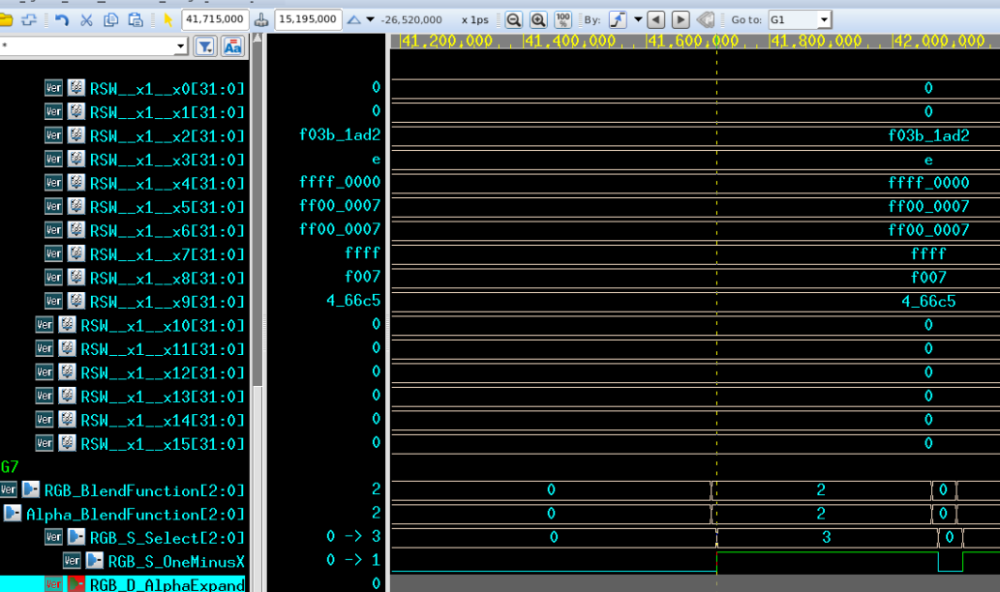 41,715,000 15,195,000 -26,520,000 x 1ps 100 % By: Go to: G1
*
41,200,000 41,400,000 41,600,000 41,800,000 42,000,000
Ver RSW__x1__x0[31:0] 0 0
Ver RSW__x1__x1[31:0] 0 0
Ver RSW__x1__x2[31:0] f03b_1ad2 f03b_1ad2
Ver RSW__x1__x3[31:0] e e
Ver RSW__x1__x4[31:0] ffff_0000 ffff_0000
Ver RSW__x1__x5[31:0] ff00_0007 ff00_0007
Ver RSW__x1__x6[31:0] ff00_0007 ff00_0007
Ver RSW__x1__x7[31:0] ffff ffff
Ver RSW__x1__x8[31:0] f007 f007
Ver RSW__x1__x9[31:0] 4_66c5 4_66c5
Ver RSW__x1__x10[31:0] 0 0
Ver RSW__x1__x11[31:0] 0 0
Ver RSW__x1__x12[31:0] 0 0
Ver RSW__x1__x13[31:0] 0 0
Ver RSW__x1__x14[31:0] 0 0
Ver RSW__x1__x15[31:0] 0 0
G7
Ver RGB_BlendFunction[2:0] 2 0 2 0
Alpha_BlendFunction[2:0] 2 0 2 0
Ver RGB_S_Select[2:0] 0 -> 3 0 3 0
Ver RGB_S_OneMinusX 0 -> 1
Ver RGB_D_AlphaExpand 0